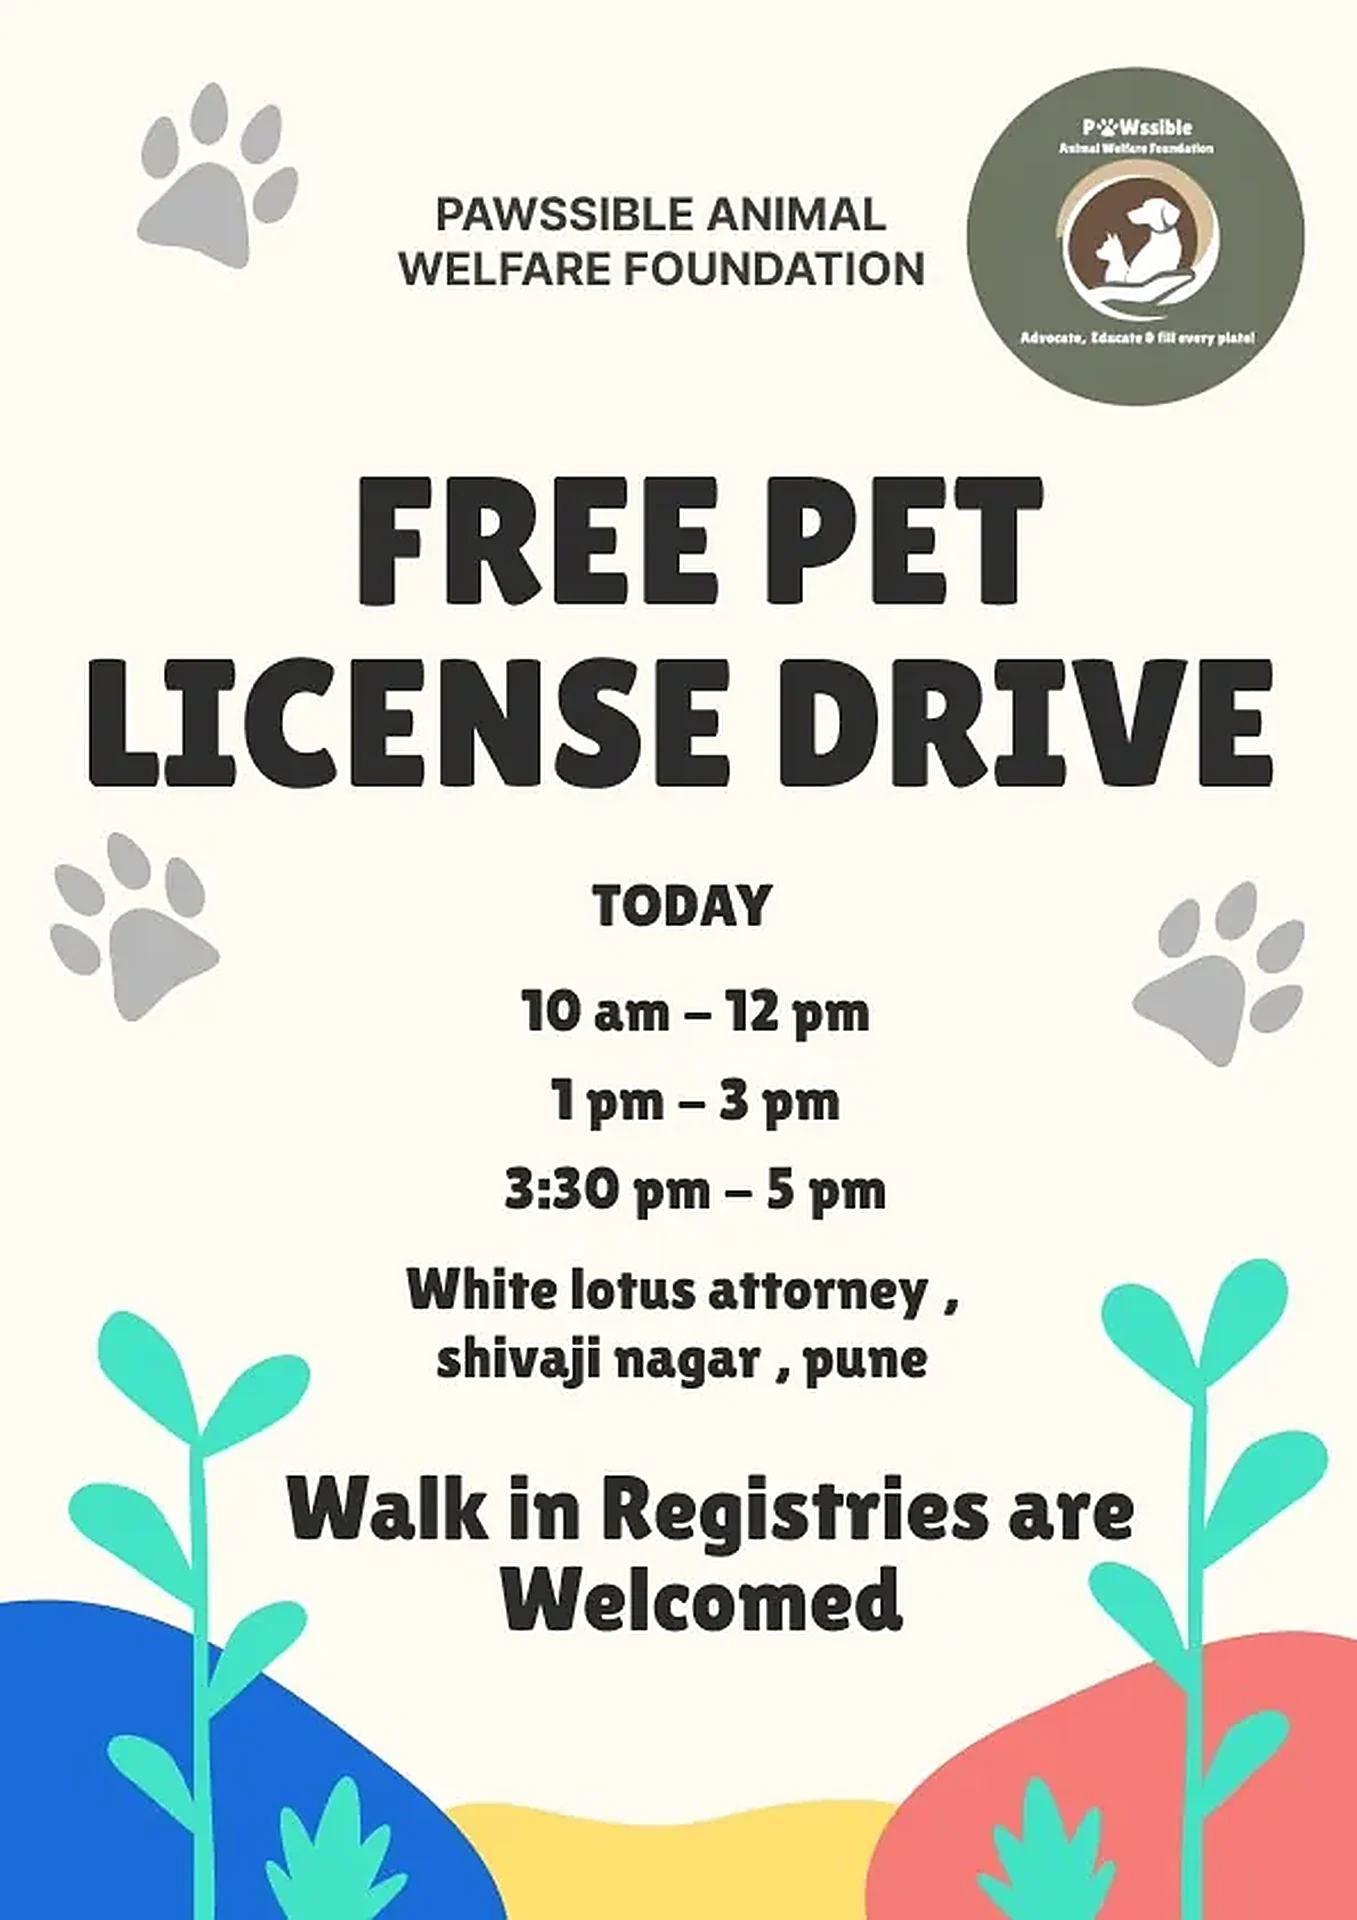 PAWSSIBLE ANIMAL
WELFARE FOUNDATION
PAWssible
Animal Welfare Foundation
Advocate, Educate & fill every plate!
FREE PET
LICENSE DRIVE
TODAY
10 am – 12 pm
1 pm – 3 pm
3:30 pm – 5 pm
White lotus attorney ,
shivaji nagar , pune
Walk in Registries are
Welcomed